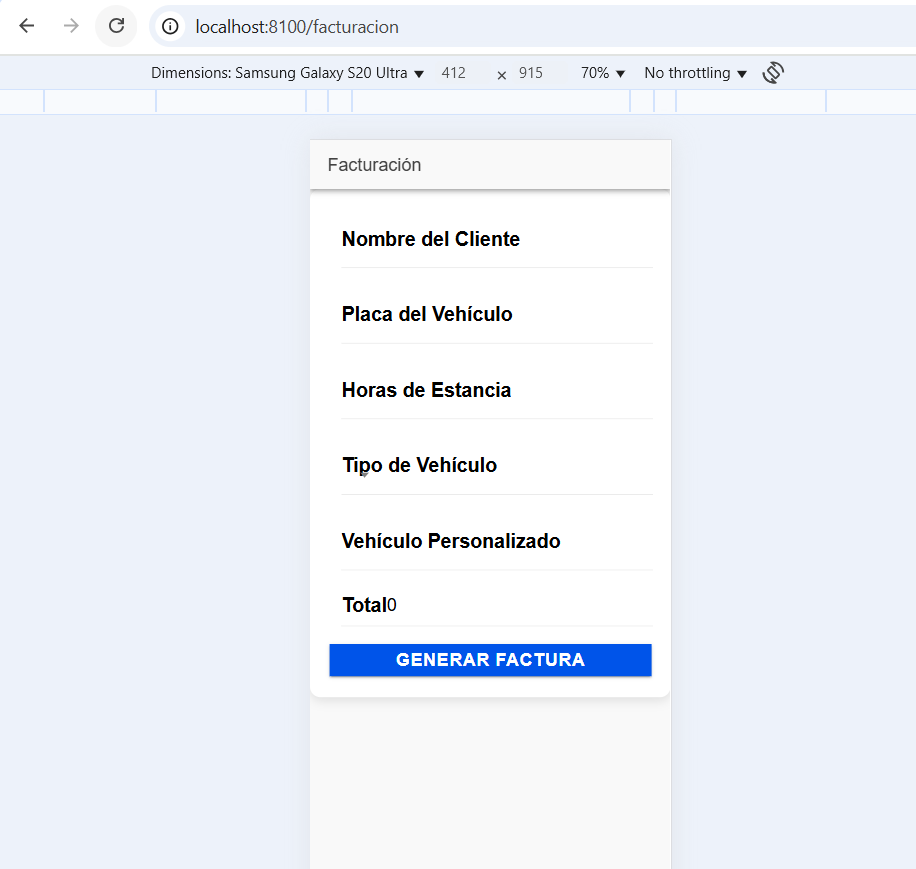 localhost:8100/facturacion
Dimensions: Samsung Galaxy S20 Ultra ▼ 412 × 915 70% ▼ No throttling ▼
Facturación
Nombre del Cliente
Placa del Vehículo
Horas de Estancia
Tipo de Vehículo
Vehículo Personalizado
Total0
GENERAR FACTURA